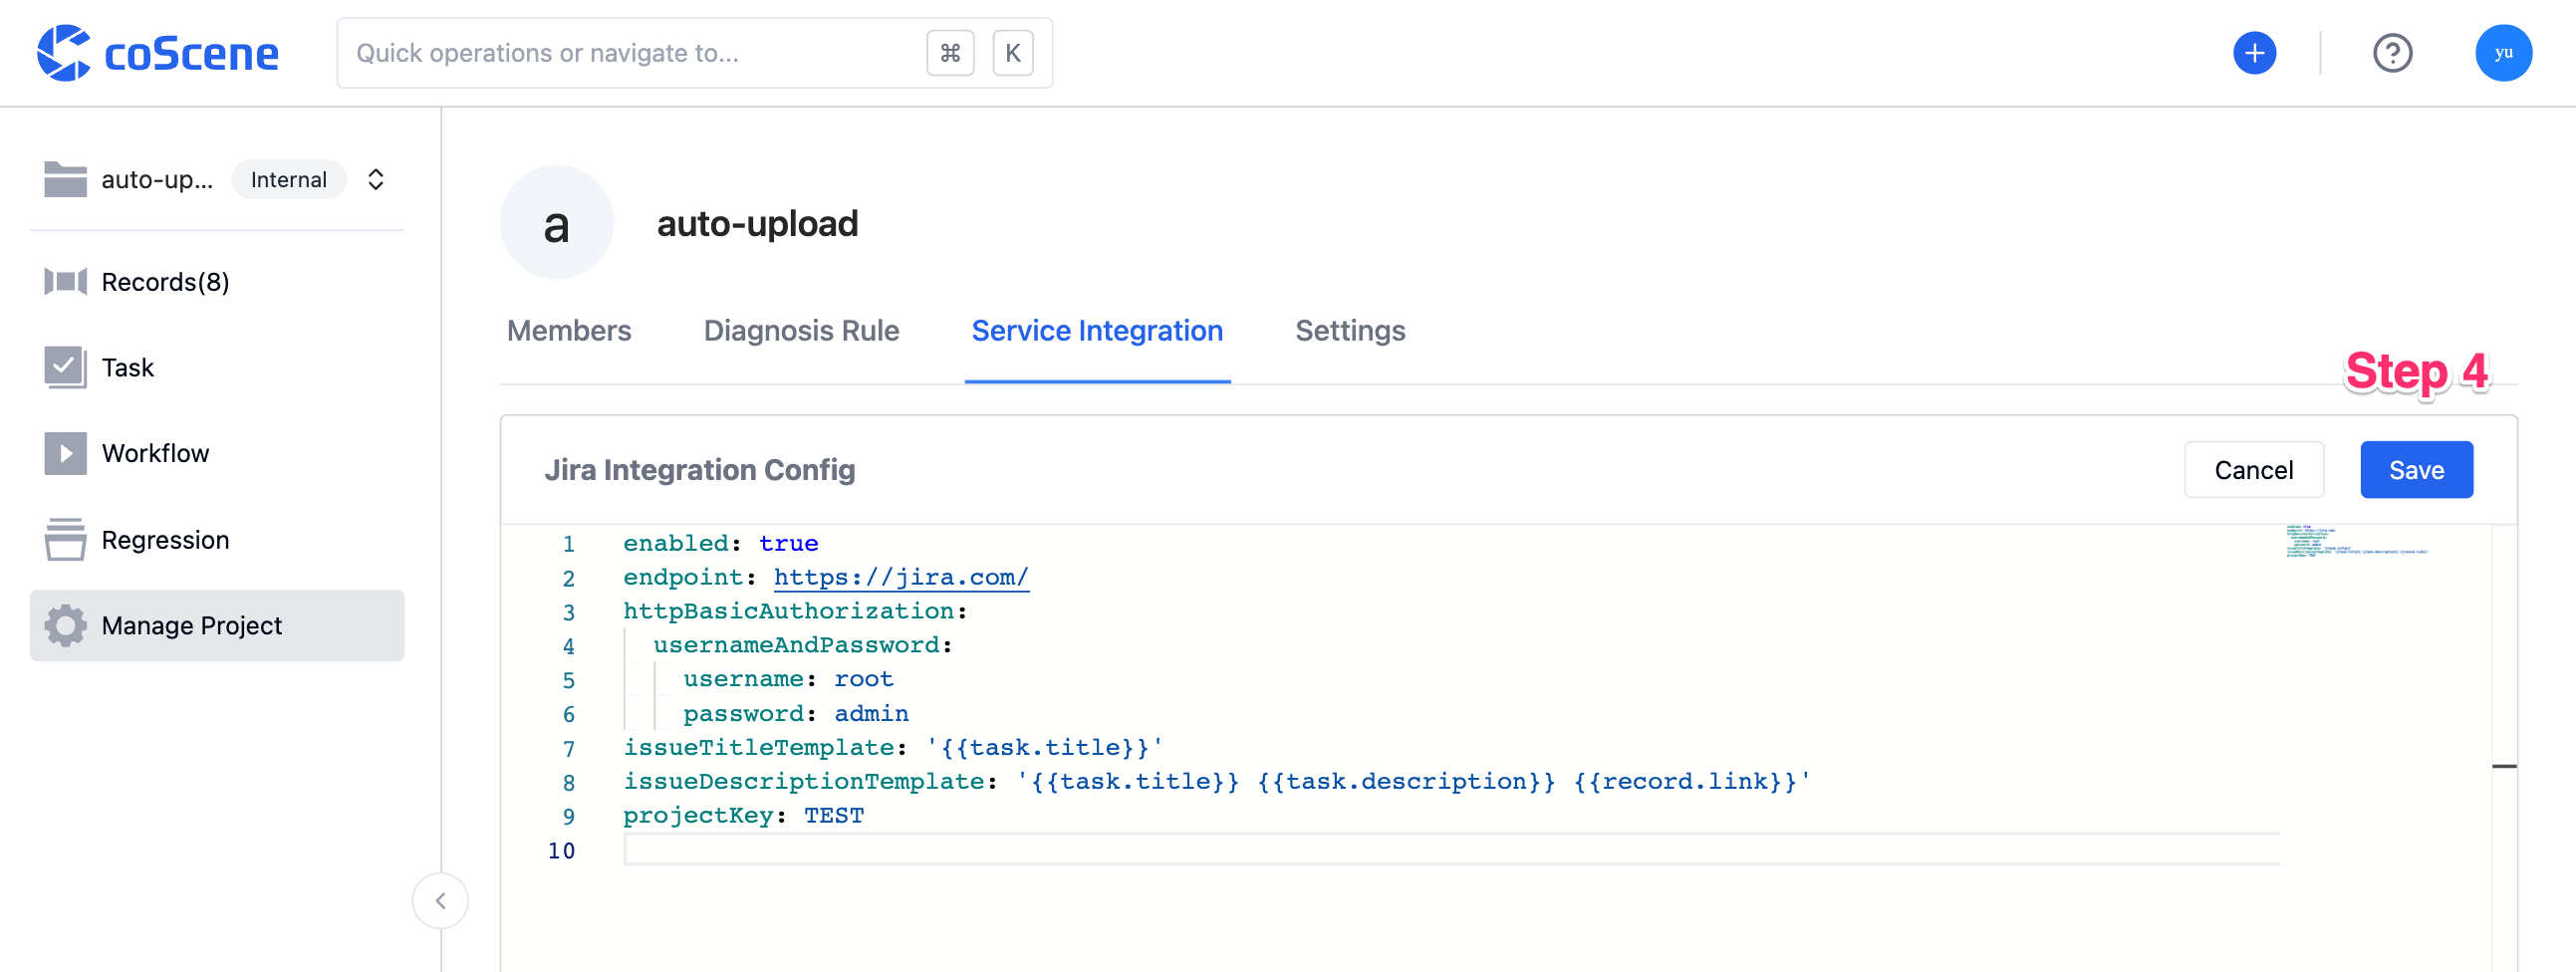 coScene
Quick operations or navigate to...
⌘ K
yu
auto-up... Internal
Records(8)
Task
Workflow
Regression
Manage Project
a
auto-upload
Members Diagnosis Rule Service Integration Settings
Step 4
Jira Integration Config
Cancel Save
1 enabled: true
2 endpoint: https://jira.com/
3 httpBasicAuthorization:
4 usernameAndPassword:
5 username: root
6 password: admin
7 issueTitleTemplate: '{{task.title}}'
8 issueDescriptionTemplate: '{{task.title}} {{task.description}} {{record.link}}'
9 projectKey: TEST
10